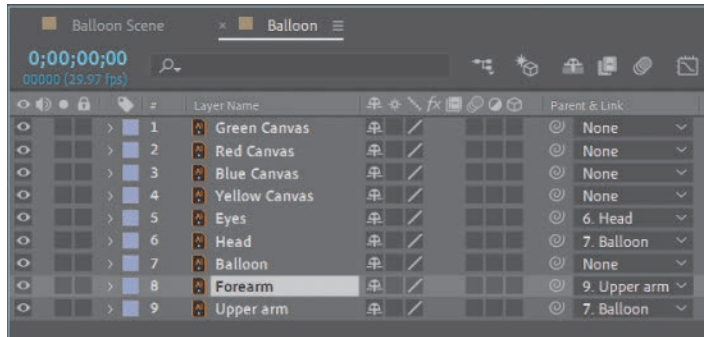 Balloon Scene × Balloon
0;00;00;00
00000 (29.97 fps)
# Layer Name fx Parent & Link
1 Green Canvas None
2 Red Canvas None
3 Blue Canvas None
4 Yellow Canvas None
5 Eyes 6. Head
6 Head 7. Balloon
7 Balloon None
8 Forearm 9. Upper arm
9 Upper arm 7. Balloon